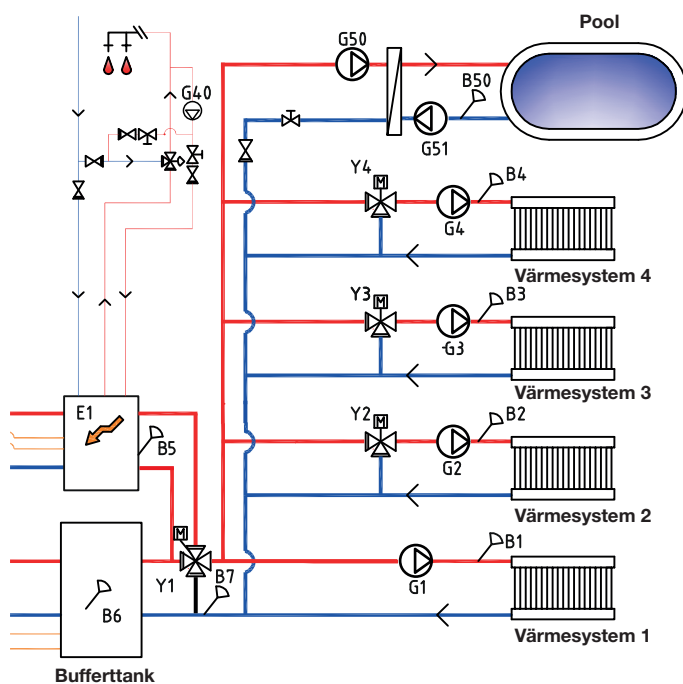 Pool
G50
B50
G40
G51
Y4
M
B4
G4
Värmesystem 4
Y3
M
B3
G3
Värmesystem 3
E1
Y2
M
B2
B5
G2
Värmesystem 2
M
B1
Y1
B7
G1
B6
Värmesystem 1
Bufferttank